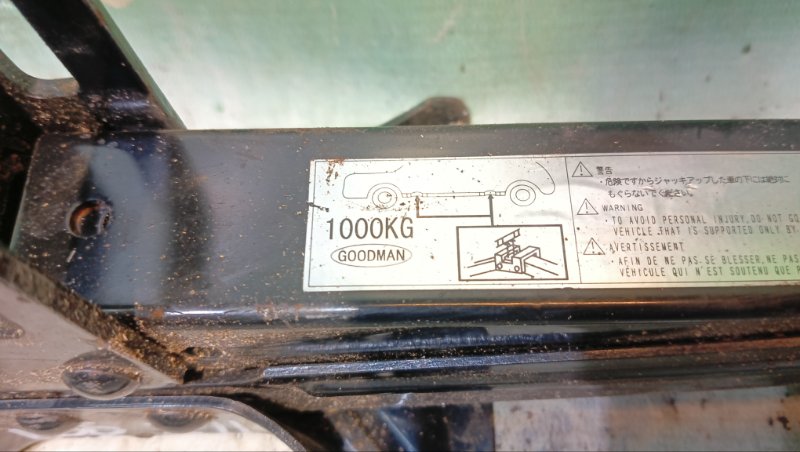 1000KG
GOODMAN
警告
・危険ですからジャッキアップした車の下には絶対に
もぐらないでください。
WARNING
・TO AVOID PERSONAL INJURY, DO NOT GO
VEHICLE THAT IS SUPPORTED ONLY BY
AVERTISSEMENT
・AFIN DE NE PAS SE BLESSER, NE PAS
VÉHICULE QUI N'EST SOUTENU QUE P